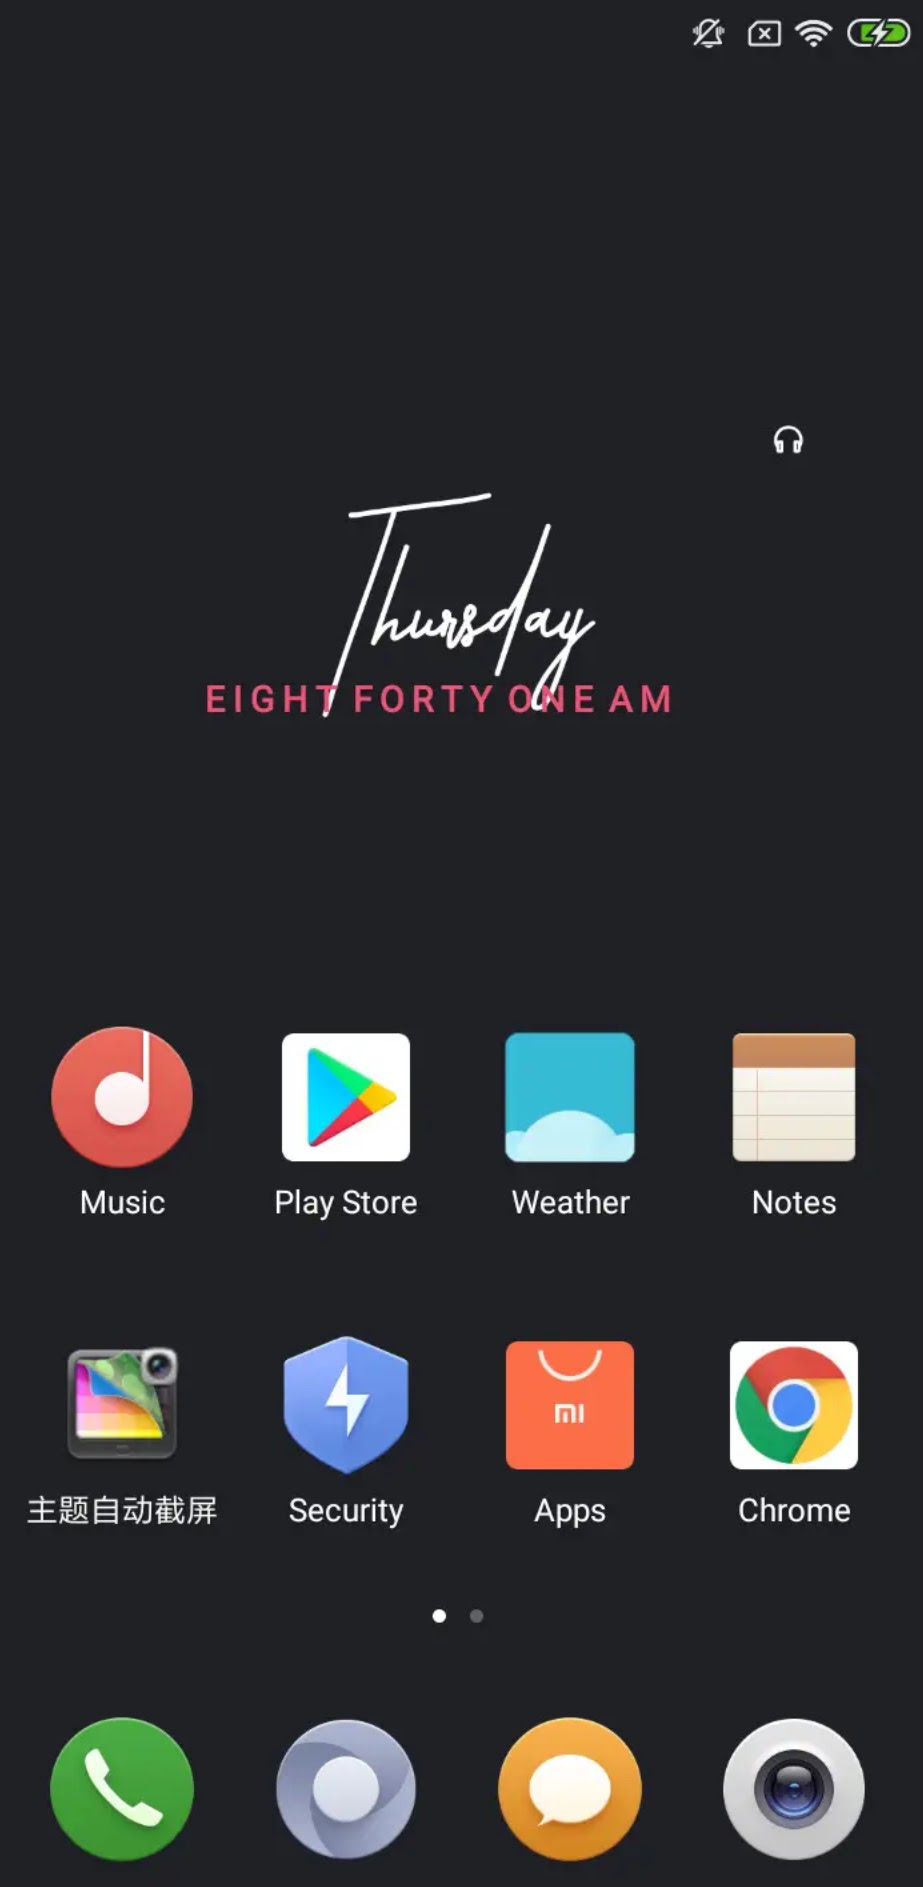 Thursday
EIGHT FORTY ONE AM
Music Play Store Weather Notes
mi
主题自动截屏 Security Apps Chrome